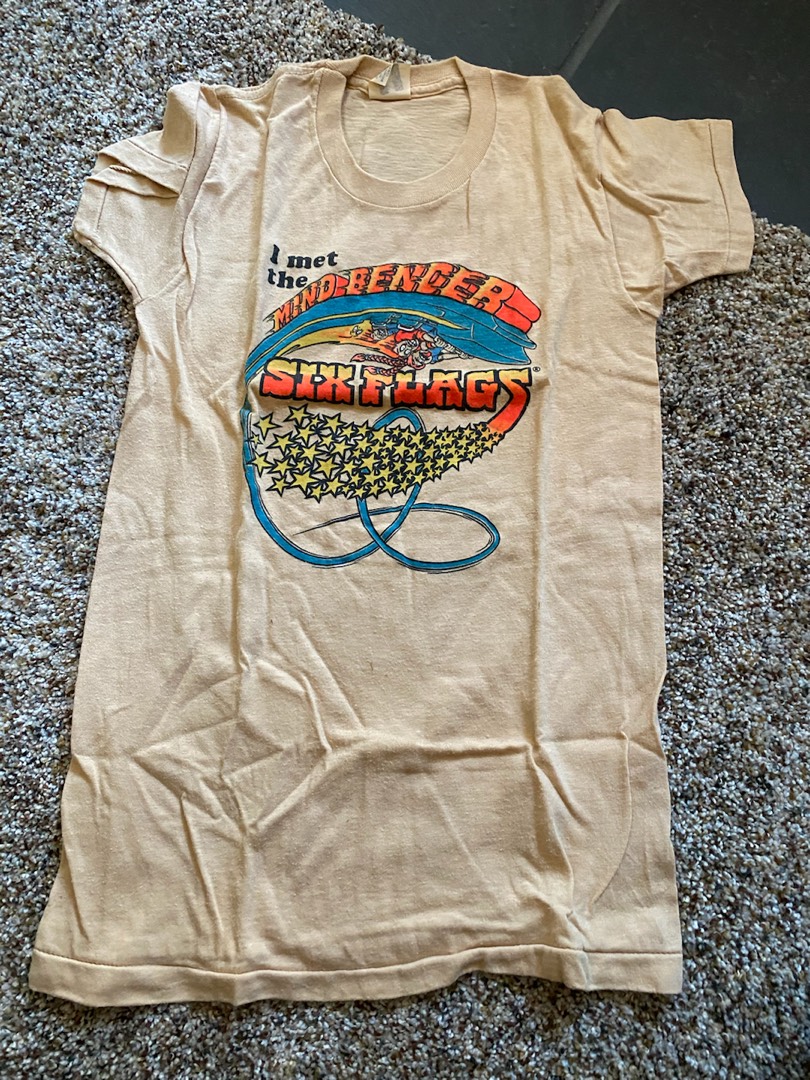 I met
the
MIND BENDER
SIX FLAGS®